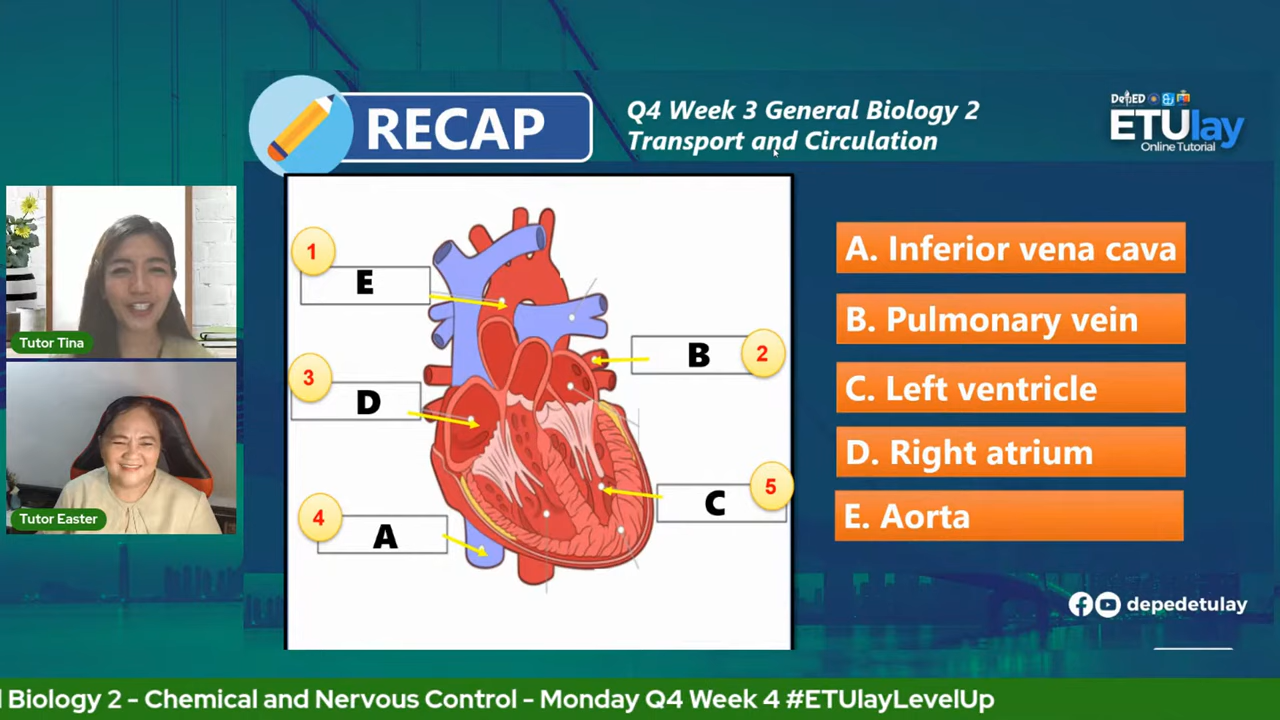 RECAP
Q4 Week 3 General Biology 2
Transport and Circulation
DepED
ETUlay
Online Tutorial
1
E
B
2
3
D
4
A
C
5
A. Inferior vena cava
B. Pulmonary vein
C. Left ventricle
D. Right atrium
E. Aorta
Tutor Tina
Tutor Easter
depedetulay
Biology 2 - Chemical and Nervous Control - Monday Q4 Week 4 #ETUlayLevelUp